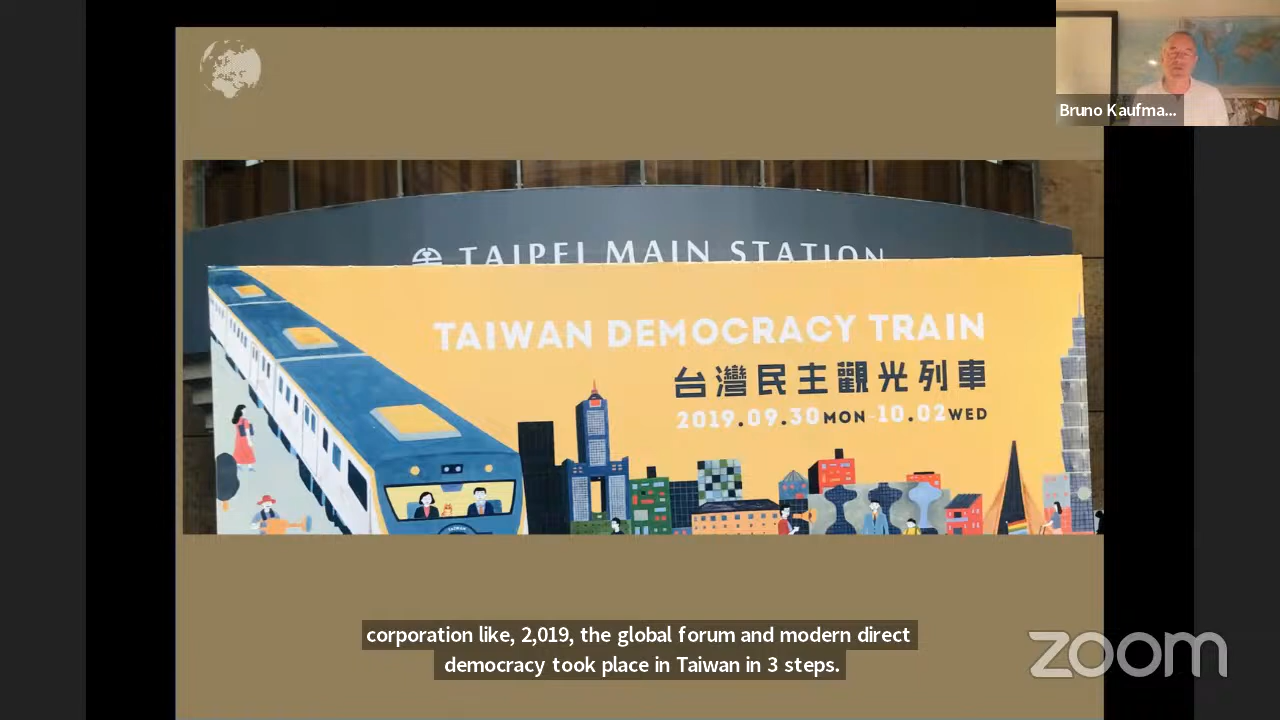 Bruno Kaufma...
TAIPEI MAIN STATION
TAIWAN DEMOCRACY TRAIN
台灣民主觀光列車
2019.09.30MON-10.02WED
TAIWAN
corporation like, 2,019, the global forum and modern direct
democracy took place in Taiwan in 3 steps.
zoom